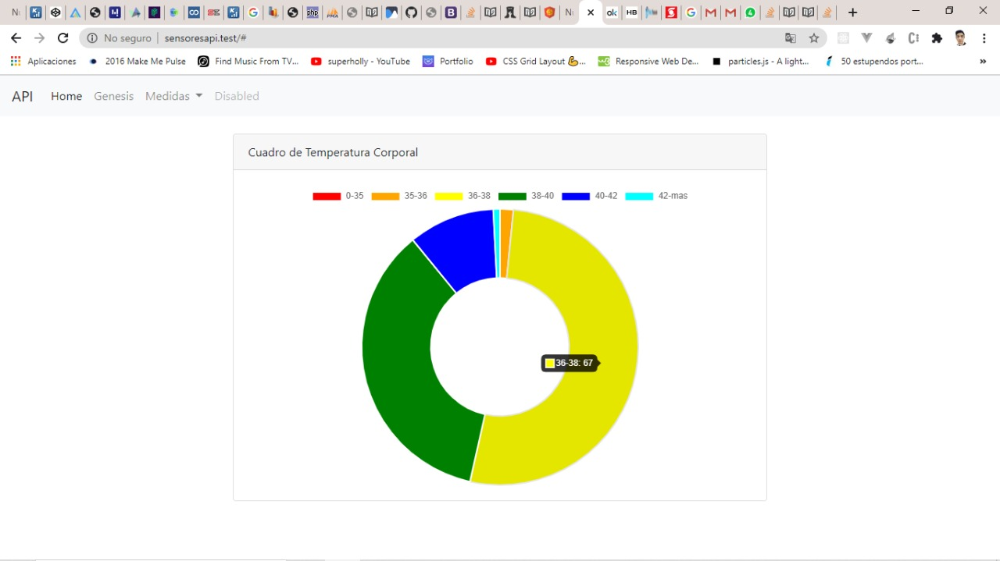 No seguro sensoresapi.test/#
Aplicaciones 2016 Make Me Pulse Find Music From TV... superholly - YouTube Portfolio CSS Grid Layout 💪... Responsive Web De... particles.js - A light... 50 estupendos port... »
API Home Genesis Medidas Disabled
Cuadro de Temperatura Corporal
0-35 35-36 36-38 38-40 40-42 42-mas
36-38: 67